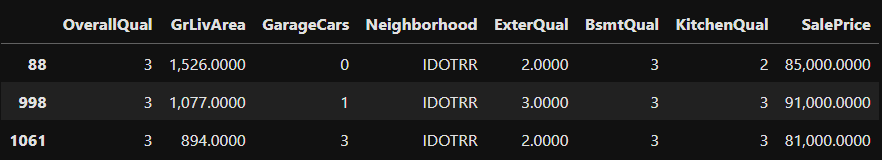 OverallQual GrLivArea GarageCars Neighborhood ExterQual BsmtQual KitchenQual SalePrice
88 3 1,526.0000 0 IDOTRR 2.0000 3 2 85,000.0000
998 3 1,077.0000 1 IDOTRR 3.0000 3 3 91,000.0000
1061 3 894.0000 3 IDOTRR 2.0000 3 3 81,000.0000